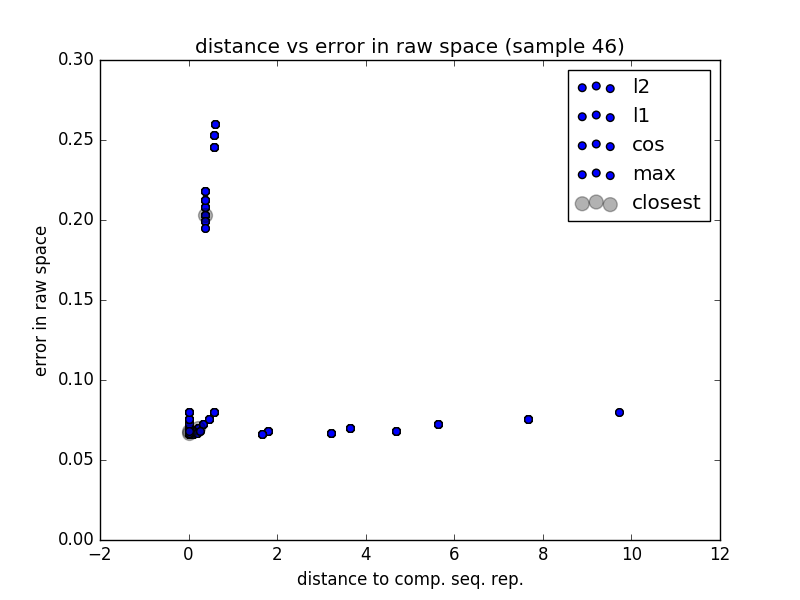 distance vs error in raw space (sample 46)
l2
l1
cos
max
closest
error in raw space
0.30
0.25
0.20
0.15
0.10
0.05
0.00
−2 0 2 4 6 8 10 12
distance to comp. seq. rep.